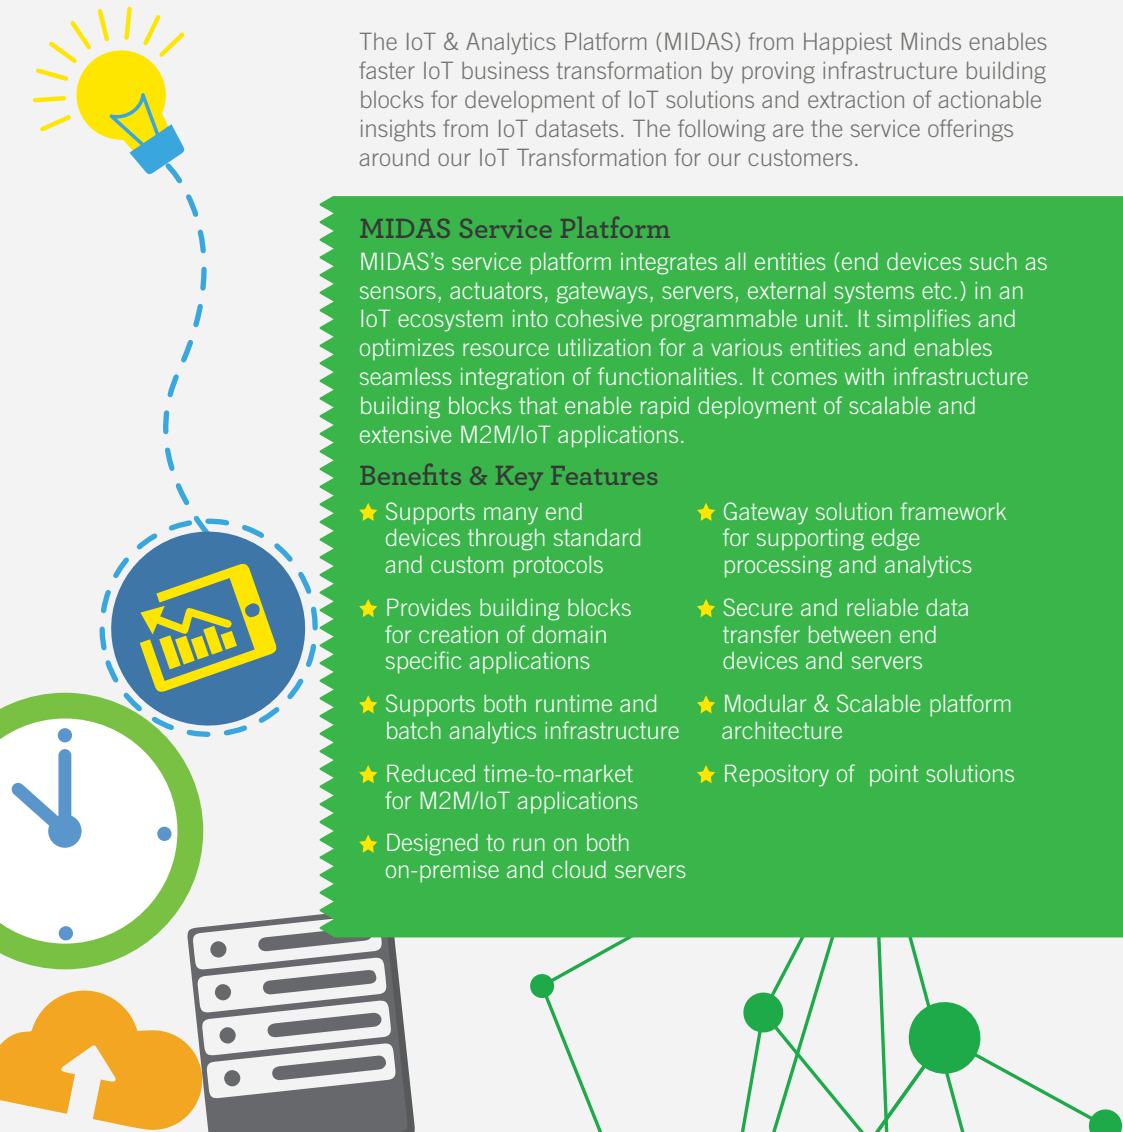 The IoT & Analytics Platform (MIDAS) from Happiest Minds enables
faster IoT business transformation by proving infrastructure building
blocks for development of IoT solutions and extraction of actionable
insights from IoT datasets. The following are the service offerings
around our IoT Transformation for our customers.
MIDAS Service Platform
MIDAS's service platform integrates all entities (end devices such as
sensors, actuators, gateways, servers, external systems etc.) in an
IoT ecosystem into cohesive programmable unit. It simplifies and
optimizes resource utilization for a various entities and enables
seamless integration of functionalities. It comes with infrastructure
building blocks that enable rapid deployment of scalable and
extensive M2M/IoT applications.
Benefits & Key Features
Supports many end
devices through standard
and custom protocols
Provides building blocks
for creation of domain
specific applications
Supports both runtime and
batch analytics infrastructure
Reduced time-to-market
for M2M/IoT applications
Designed to run on both
on-premise and cloud servers
Gateway solution framework
for supporting edge
processing and analytics
Secure and reliable data
transfer between end
devices and servers
Modular & Scalable platform
architecture
Repository of point solutions